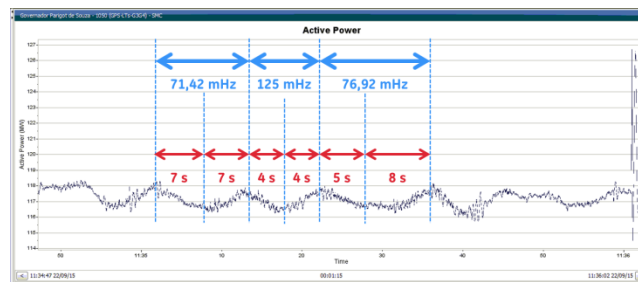 Governador Parigot de Souza - 1030 (GPS-LTs-G3G4) - SMC
Active Power
127
126
125
124
123
122
121
120
119
118
117
116
115
114
Active Power (MW)
71,42 mHz 125 mHz 76,92 mHz
7 s 7 s 4 s 4 s 5 s 8 s
50 11:35 10 20 30 40 50 11:36
Time
< 11:34:47 22/09/15 00:01:15 11:36:02 22/09/15